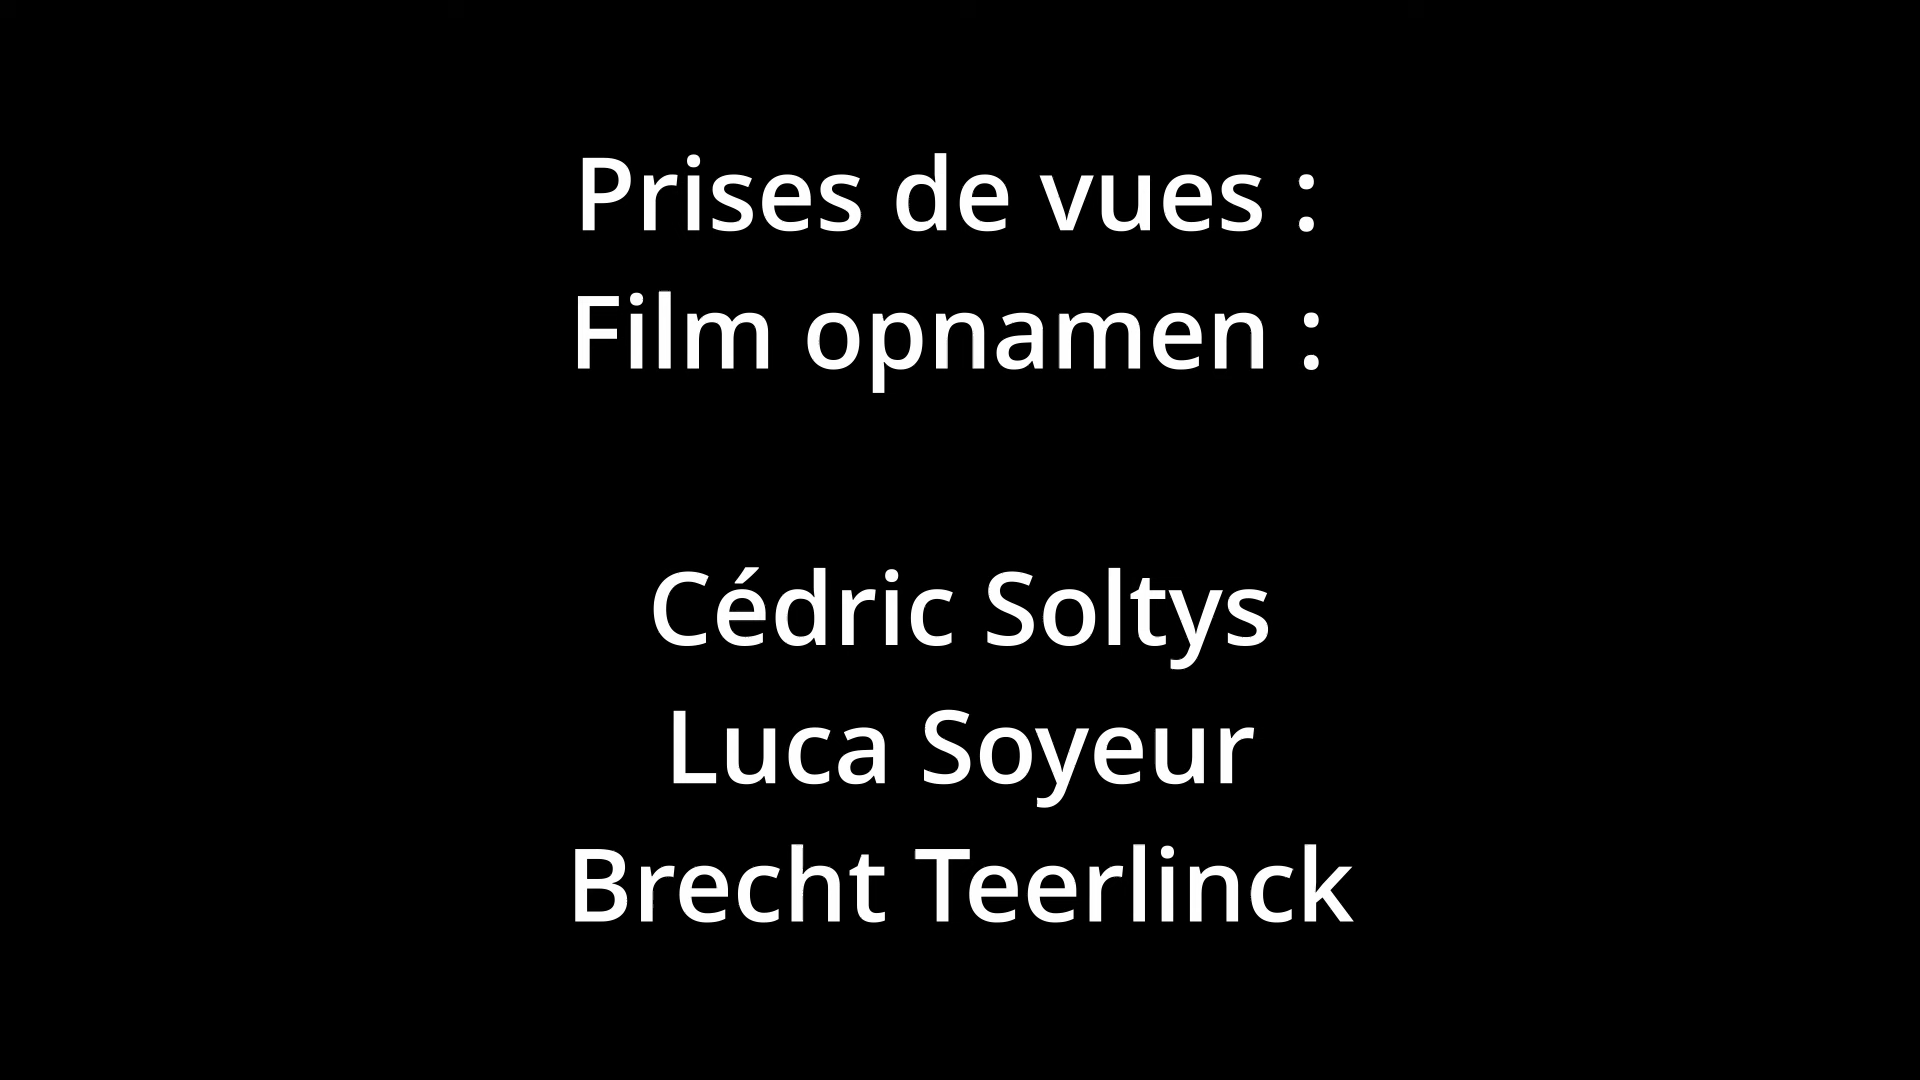 Prises de vues :
Film opnamen :
Cédric Soltys
Luca Soyeur
Brecht Teerlinck